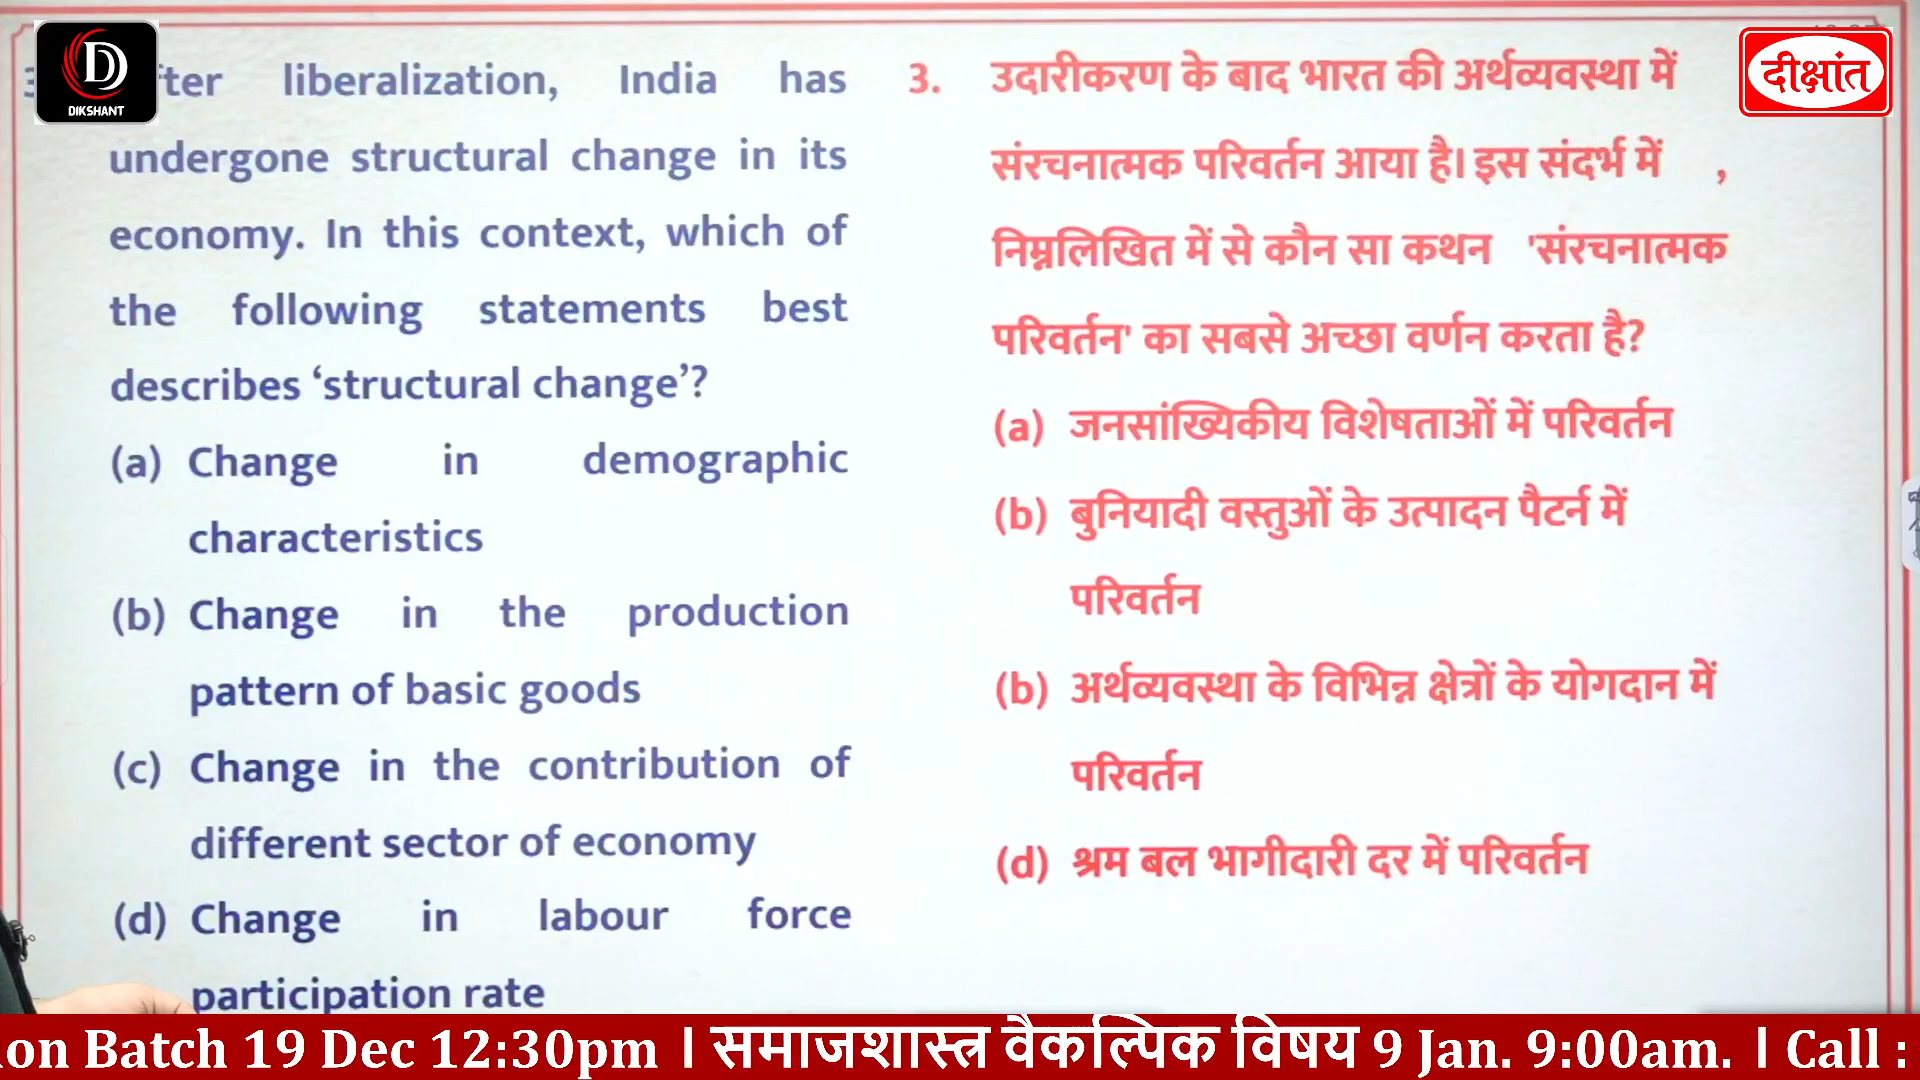 DIKSHANT
दीक्षांत
liberalization, India has
undergone structural change in its
economy. In this context, which of
the following statements best
describes ‘structural change’?
(a) Change in demographic
characteristics
(b) Change in the production
pattern of basic goods
(c) Change in the contribution of
different sector of economy
(d) Change in labour force
participation rate
3. उदारीकरण के बाद भारत की अर्थव्यवस्था में
संरचनात्मक परिवर्तन आया है। इस संदर्भ में ,
निम्नलिखित में से कौन सा कथन 'संरचनात्मक
परिवर्तन' का सबसे अच्छा वर्णन करता है?
(a) जनसांख्यिकीय विशेषताओं में परिवर्तन
(b) बुनियादी वस्तुओं के उत्पादन पैटर्न में
परिवर्तन
(b) अर्थव्यवस्था के विभिन्न क्षेत्रों के योगदान में
परिवर्तन
(d) श्रम बल भागीदारी दर में परिवर्तन
on Batch 19 Dec 12:30pm । समाजशास्त्र वैकल्पिक विषय 9 Jan. 9:00am. । Call :